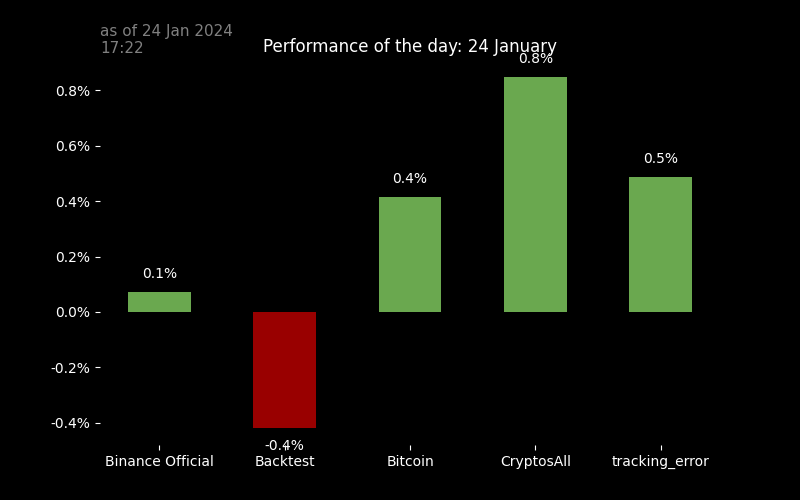 as of 24 Jan 2024
17:22
Performance of the day: 24 January
0.8%
0.8%
0.6%
0.5%
0.4%
0.4%
0.2%
0.1%
0.0%
-0.2%
-0.4%
-0.4%
Binance Official
Backtest
Bitcoin
CryptosAll
tracking_error